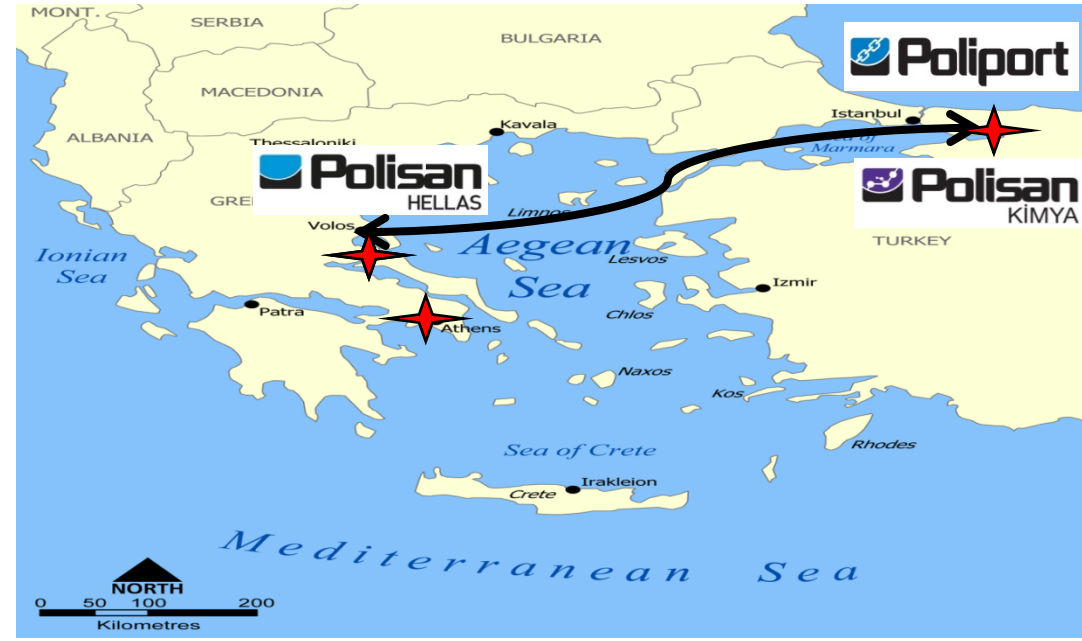 MONT.
SERBIA
BULGARIA
Poliport
MACEDONIA
Istanbul
Kavala
ALBANIA
Thessaloniki
Marmara
Polisan
HELLAS
Polisan
KİMYA
GRE
Limnos
Volos
TURKEY
Ionian
Sea
Aegean
Sea
Lesvos
Izmir
Patra
Chlos
Athens
Naxos
Kos
Rhodes
Sea of Crete
Irakleion
Crete
Mediterranean Sea
NORTH
0 50 100 200
Kilometres